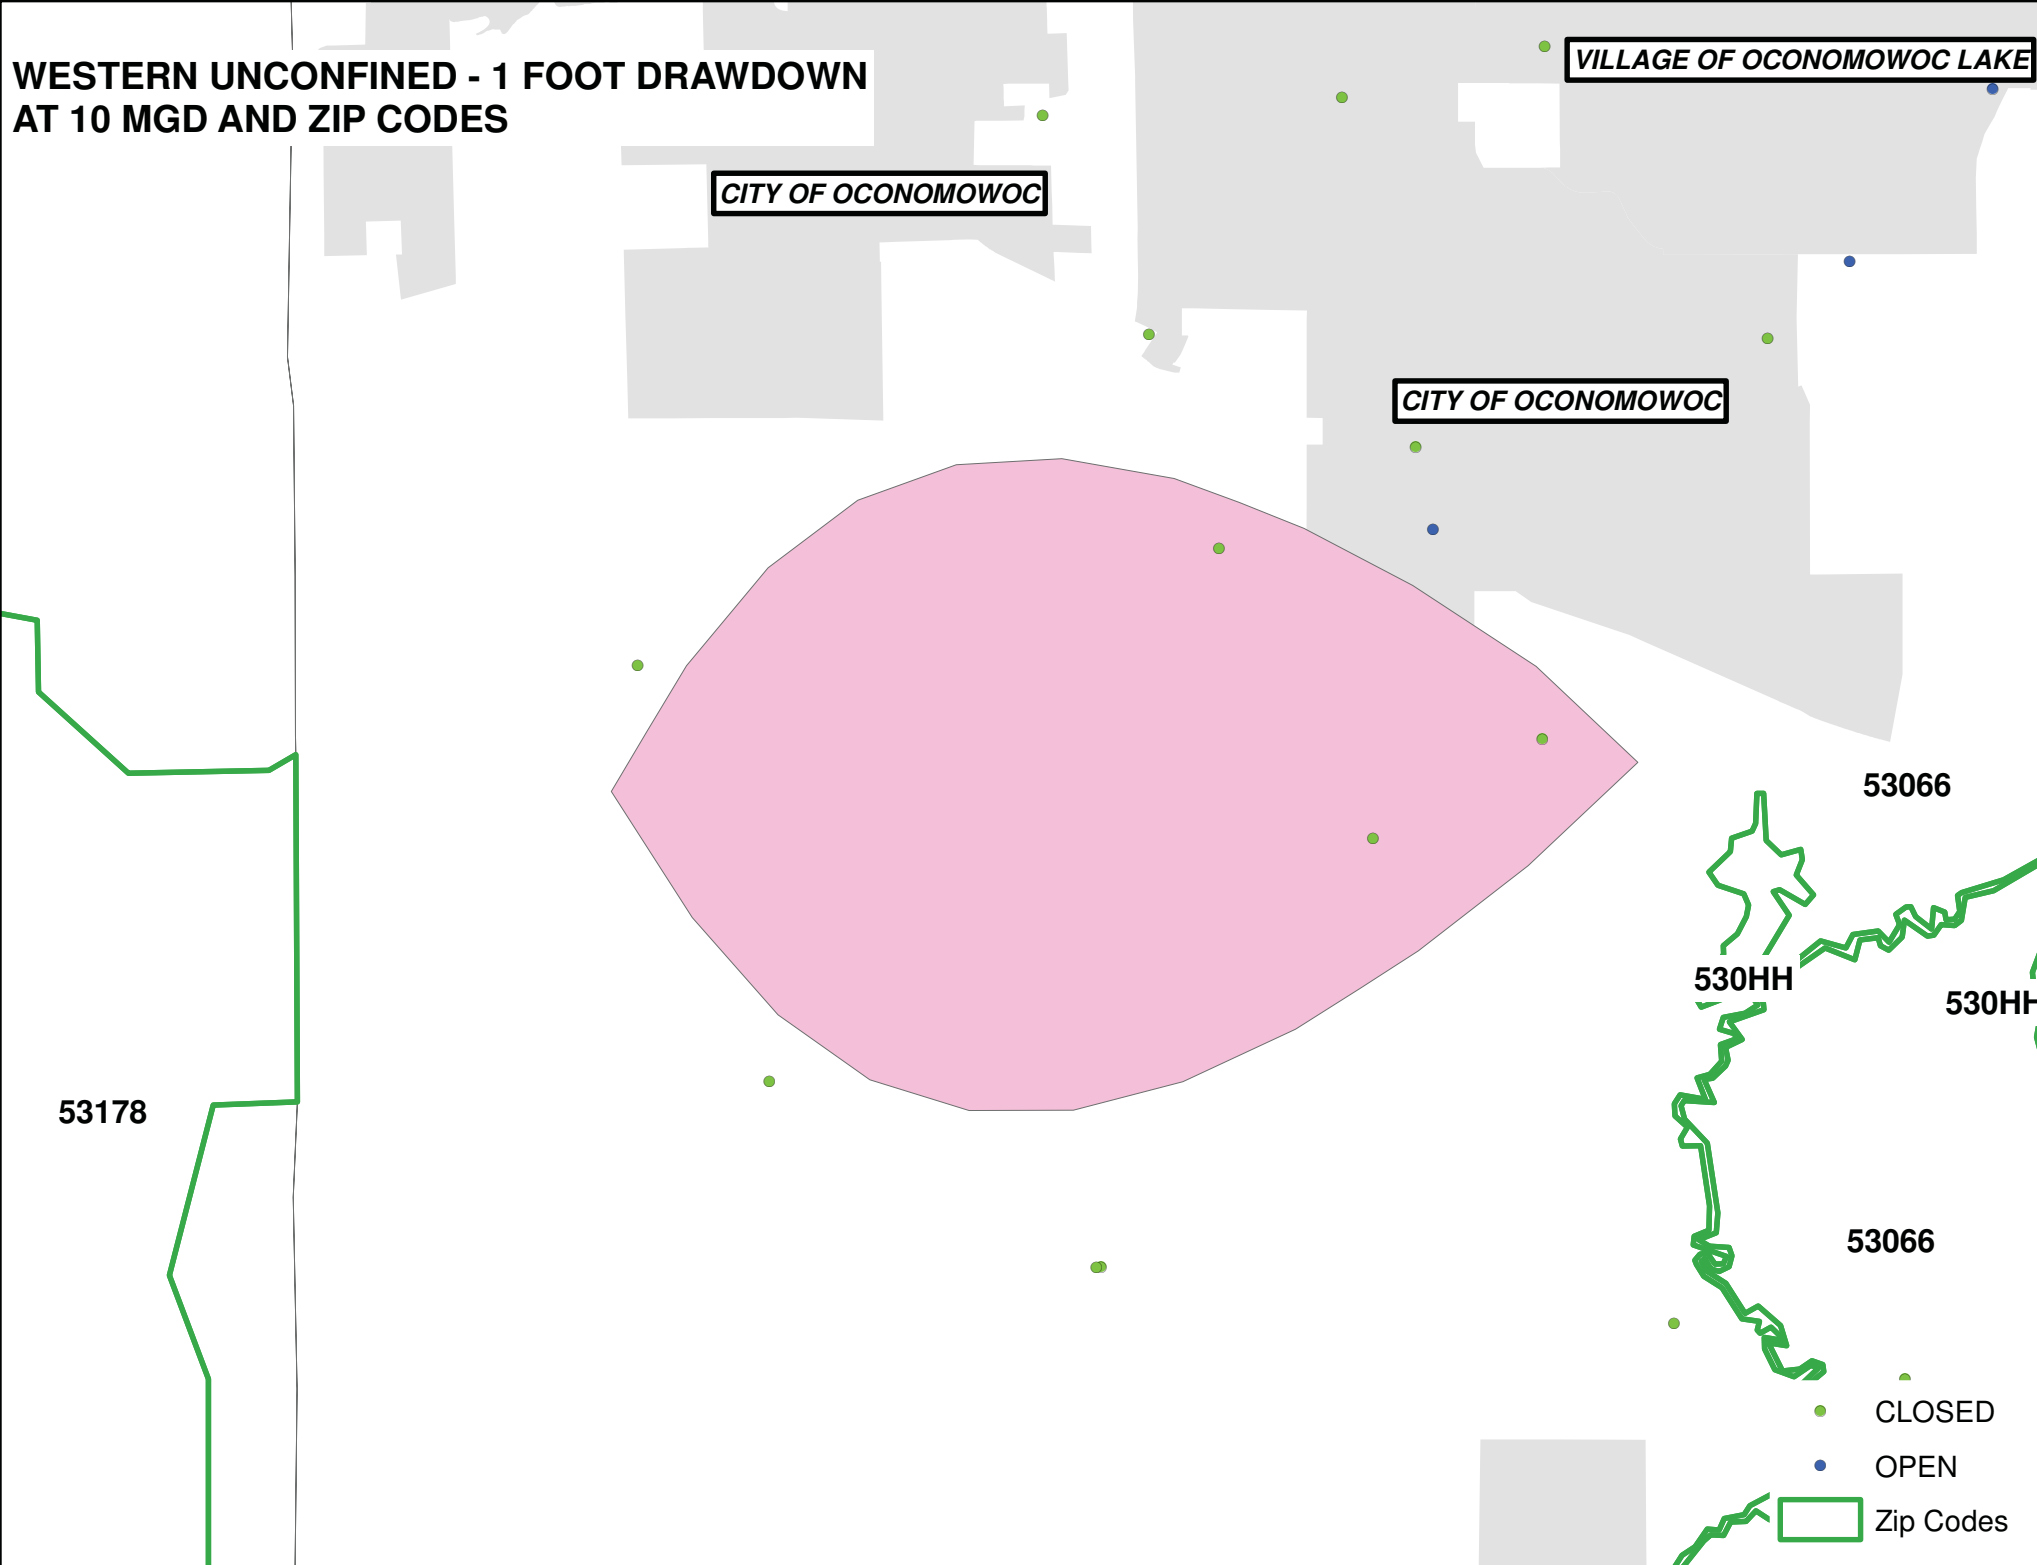 WESTERN UNCONFINED - 1 FOOT DRAWDOWN
AT 10 MGD AND ZIP CODES
VILLAGE OF OCONOMOWOC LAKE
CITY OF OCONOMOWOC
CITY OF OCONOMOWOC
53066
530HH
530HH
53178
53066
CLOSED
OPEN
Zip Codes